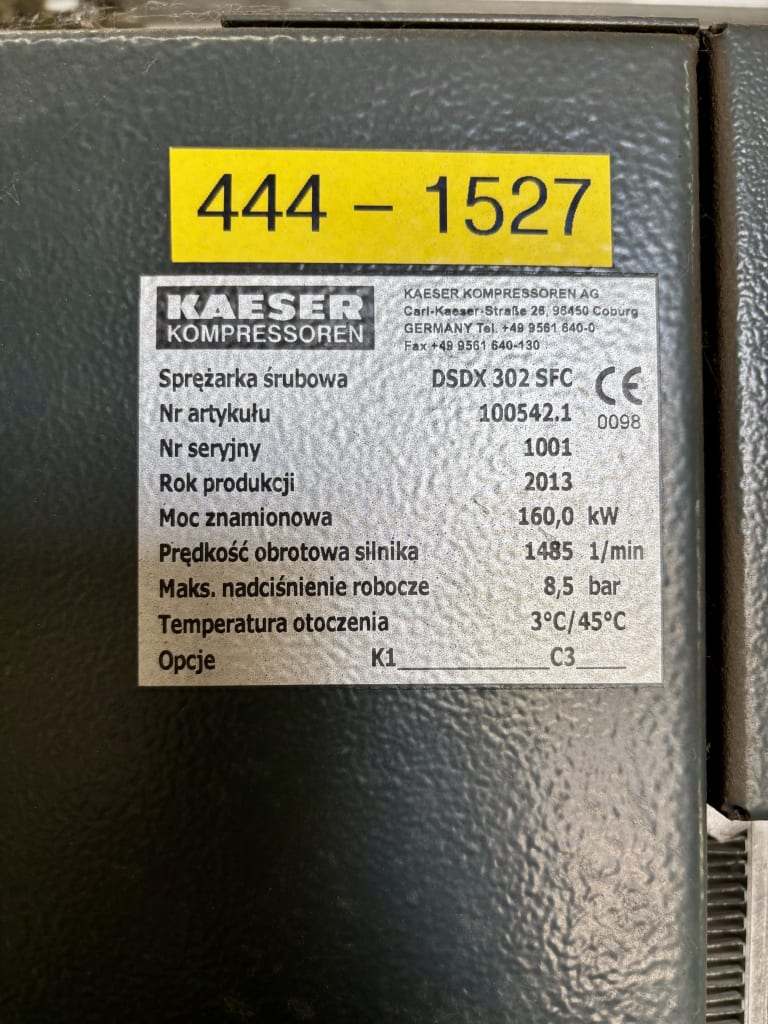 444 – 1527
KAESER
KOMPRESSOREN
KAESER KOMPRESSOREN AG
Carl-Kaeser-Straße 26, 96450 Coburg
GERMANY Tel. +49 9561 640-0
Fax +49 9561 640-130
Sprężarka śrubowa DSDX 302 SFC CE
Nr artykułu 100542.1 0098
Nr seryjny 1001
Rok produkcji 2013
Moc znamionowa 160,0 kW
Prędkość obrotowa silnika 1485 1/min
Maks. nadciśnienie robocze 8,5 bar
Temperatura otoczenia 3°C/45°C
Opcje K1____________C3____